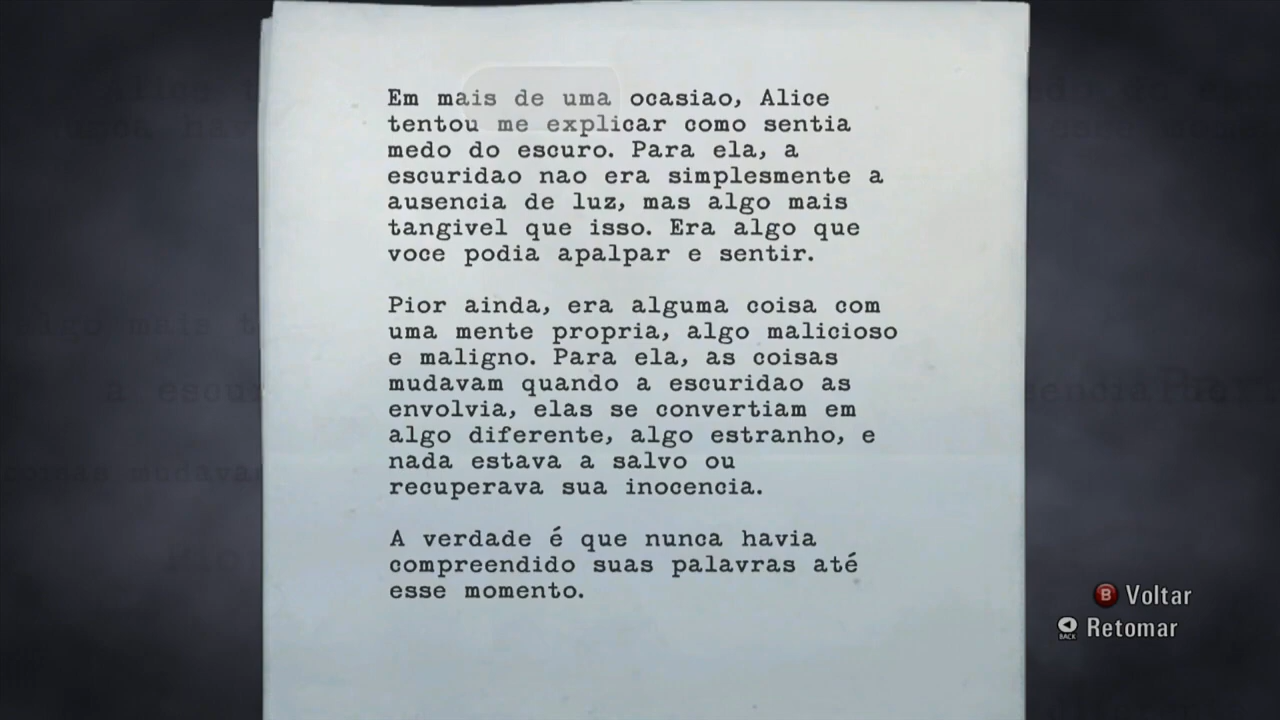 Em mais de uma ocasiao, Alice
tentou me explicar como sentia
medo do escuro. Para ela, a
escuridao nao era simplesmente a
ausencia de luz, mas algo mais
tangivel que isso. Era algo que
voce podia apalpar e sentir.
Pior ainda, era alguma coisa com
uma mente propria, algo malicioso
e maligno. Para ela, as coisas
mudavam quando a escuridao as
envolvia, elas se convertiam em
algo diferente, algo estranho, e
nada estava a salvo ou
recuperava sua inocencia.
A verdade é que nunca havia
compreendido suas palavras até
esse momento.
B Voltar
BACK Retomar